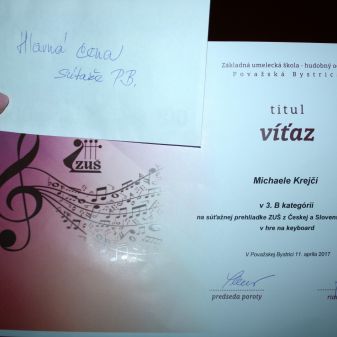 Hlavná cena
súťaže P.B.
Základná umelecká škola - hudobný
Považská Bystric
titul
víťaz
zuš
Michaele Krejčí
v 3. B kategórii
na súťažnej prehliadke ZUŠ z Českej a Sloven
v hre na keyboard
V Považskej Bystrici 11. apríla 2017
predseda poroty